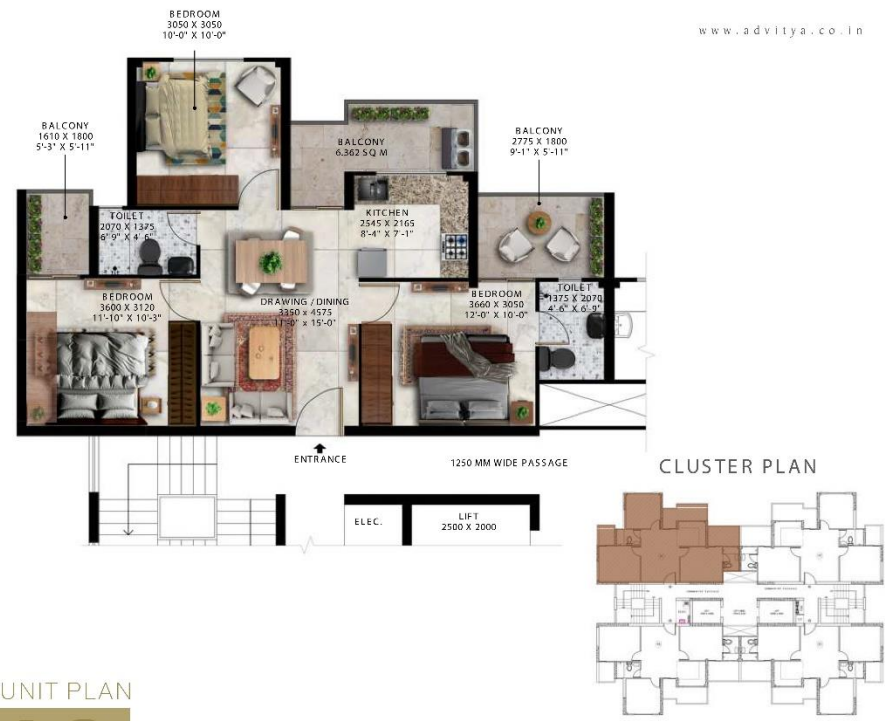 BEDROOM
3050 X 3050
10'-0" X 10'-0"
www.advitya.co.in
BALCONY
1610 X 1800
5'-3" X 5'-11"
BALCONY
6.362 SQ M
BALCONY
2775 X 1800
9'-1" X 5'-11"
TOILET
2070 X 1375
6'-9" X 4'-6"
KITCHEN
2545 X 2165
8'-4" X 7'-1"
BEDROOM
3600 X 3120
11'-10" X 10'-3"
DRAWING / DINING
3350 x 4575
11'-0" x 15'-0"
BEDROOM
3660 X 3050
12'-0" X 10'-0"
TOILET
1375 X 2070
4'-6" X 6'-9"
ENTRANCE
1250 MM WIDE PASSAGE
ELEC.
LIFT
2500 X 2000
CLUSTER PLAN
UNIT PLAN